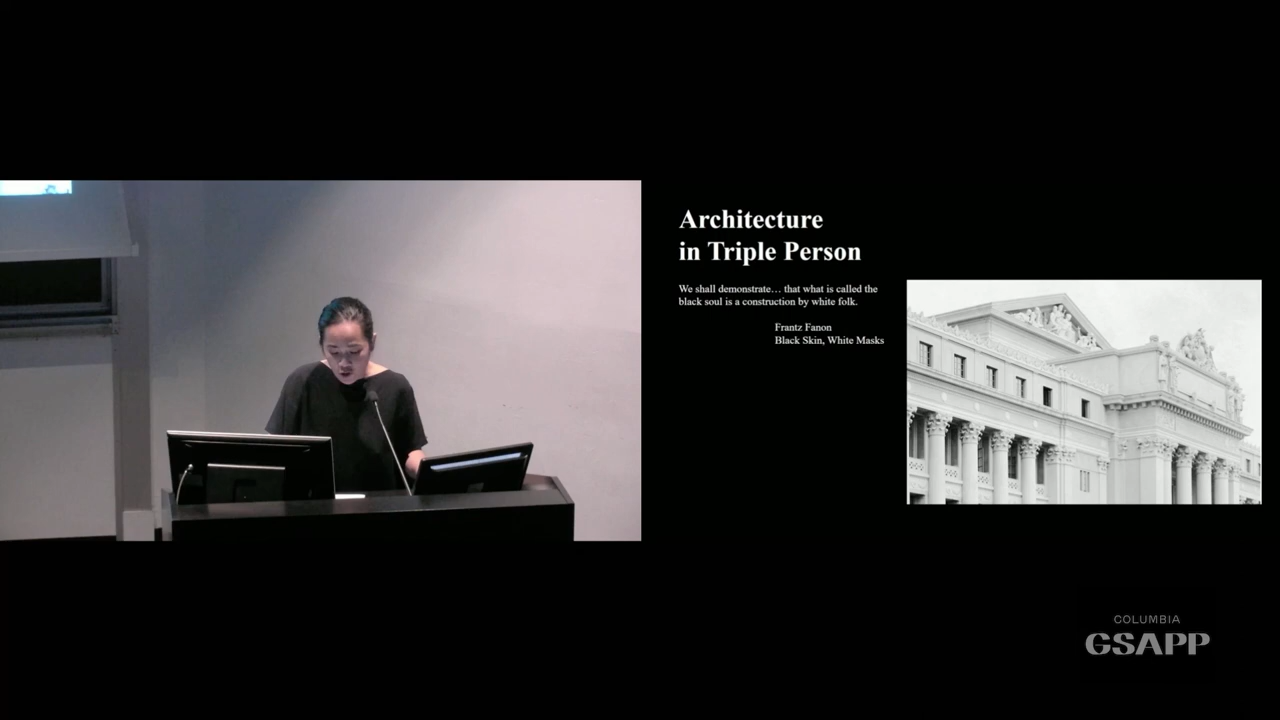 Architecture
in Triple Person
We shall demonstrate… that what is called the
black soul is a construction by white folk.
Frantz Fanon
Black Skin, White Masks
COLUMBIA
GSAPP